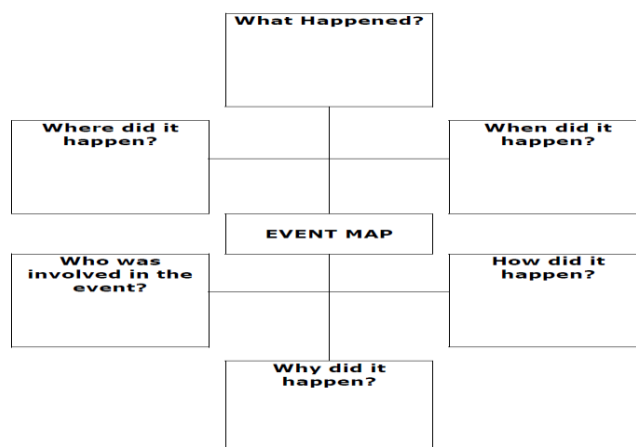 What Happened?
Where did it
happen?
When did it
happen?
EVENT MAP
Who was
involved in the
event?
How did it
happen?
Why did it
happen?